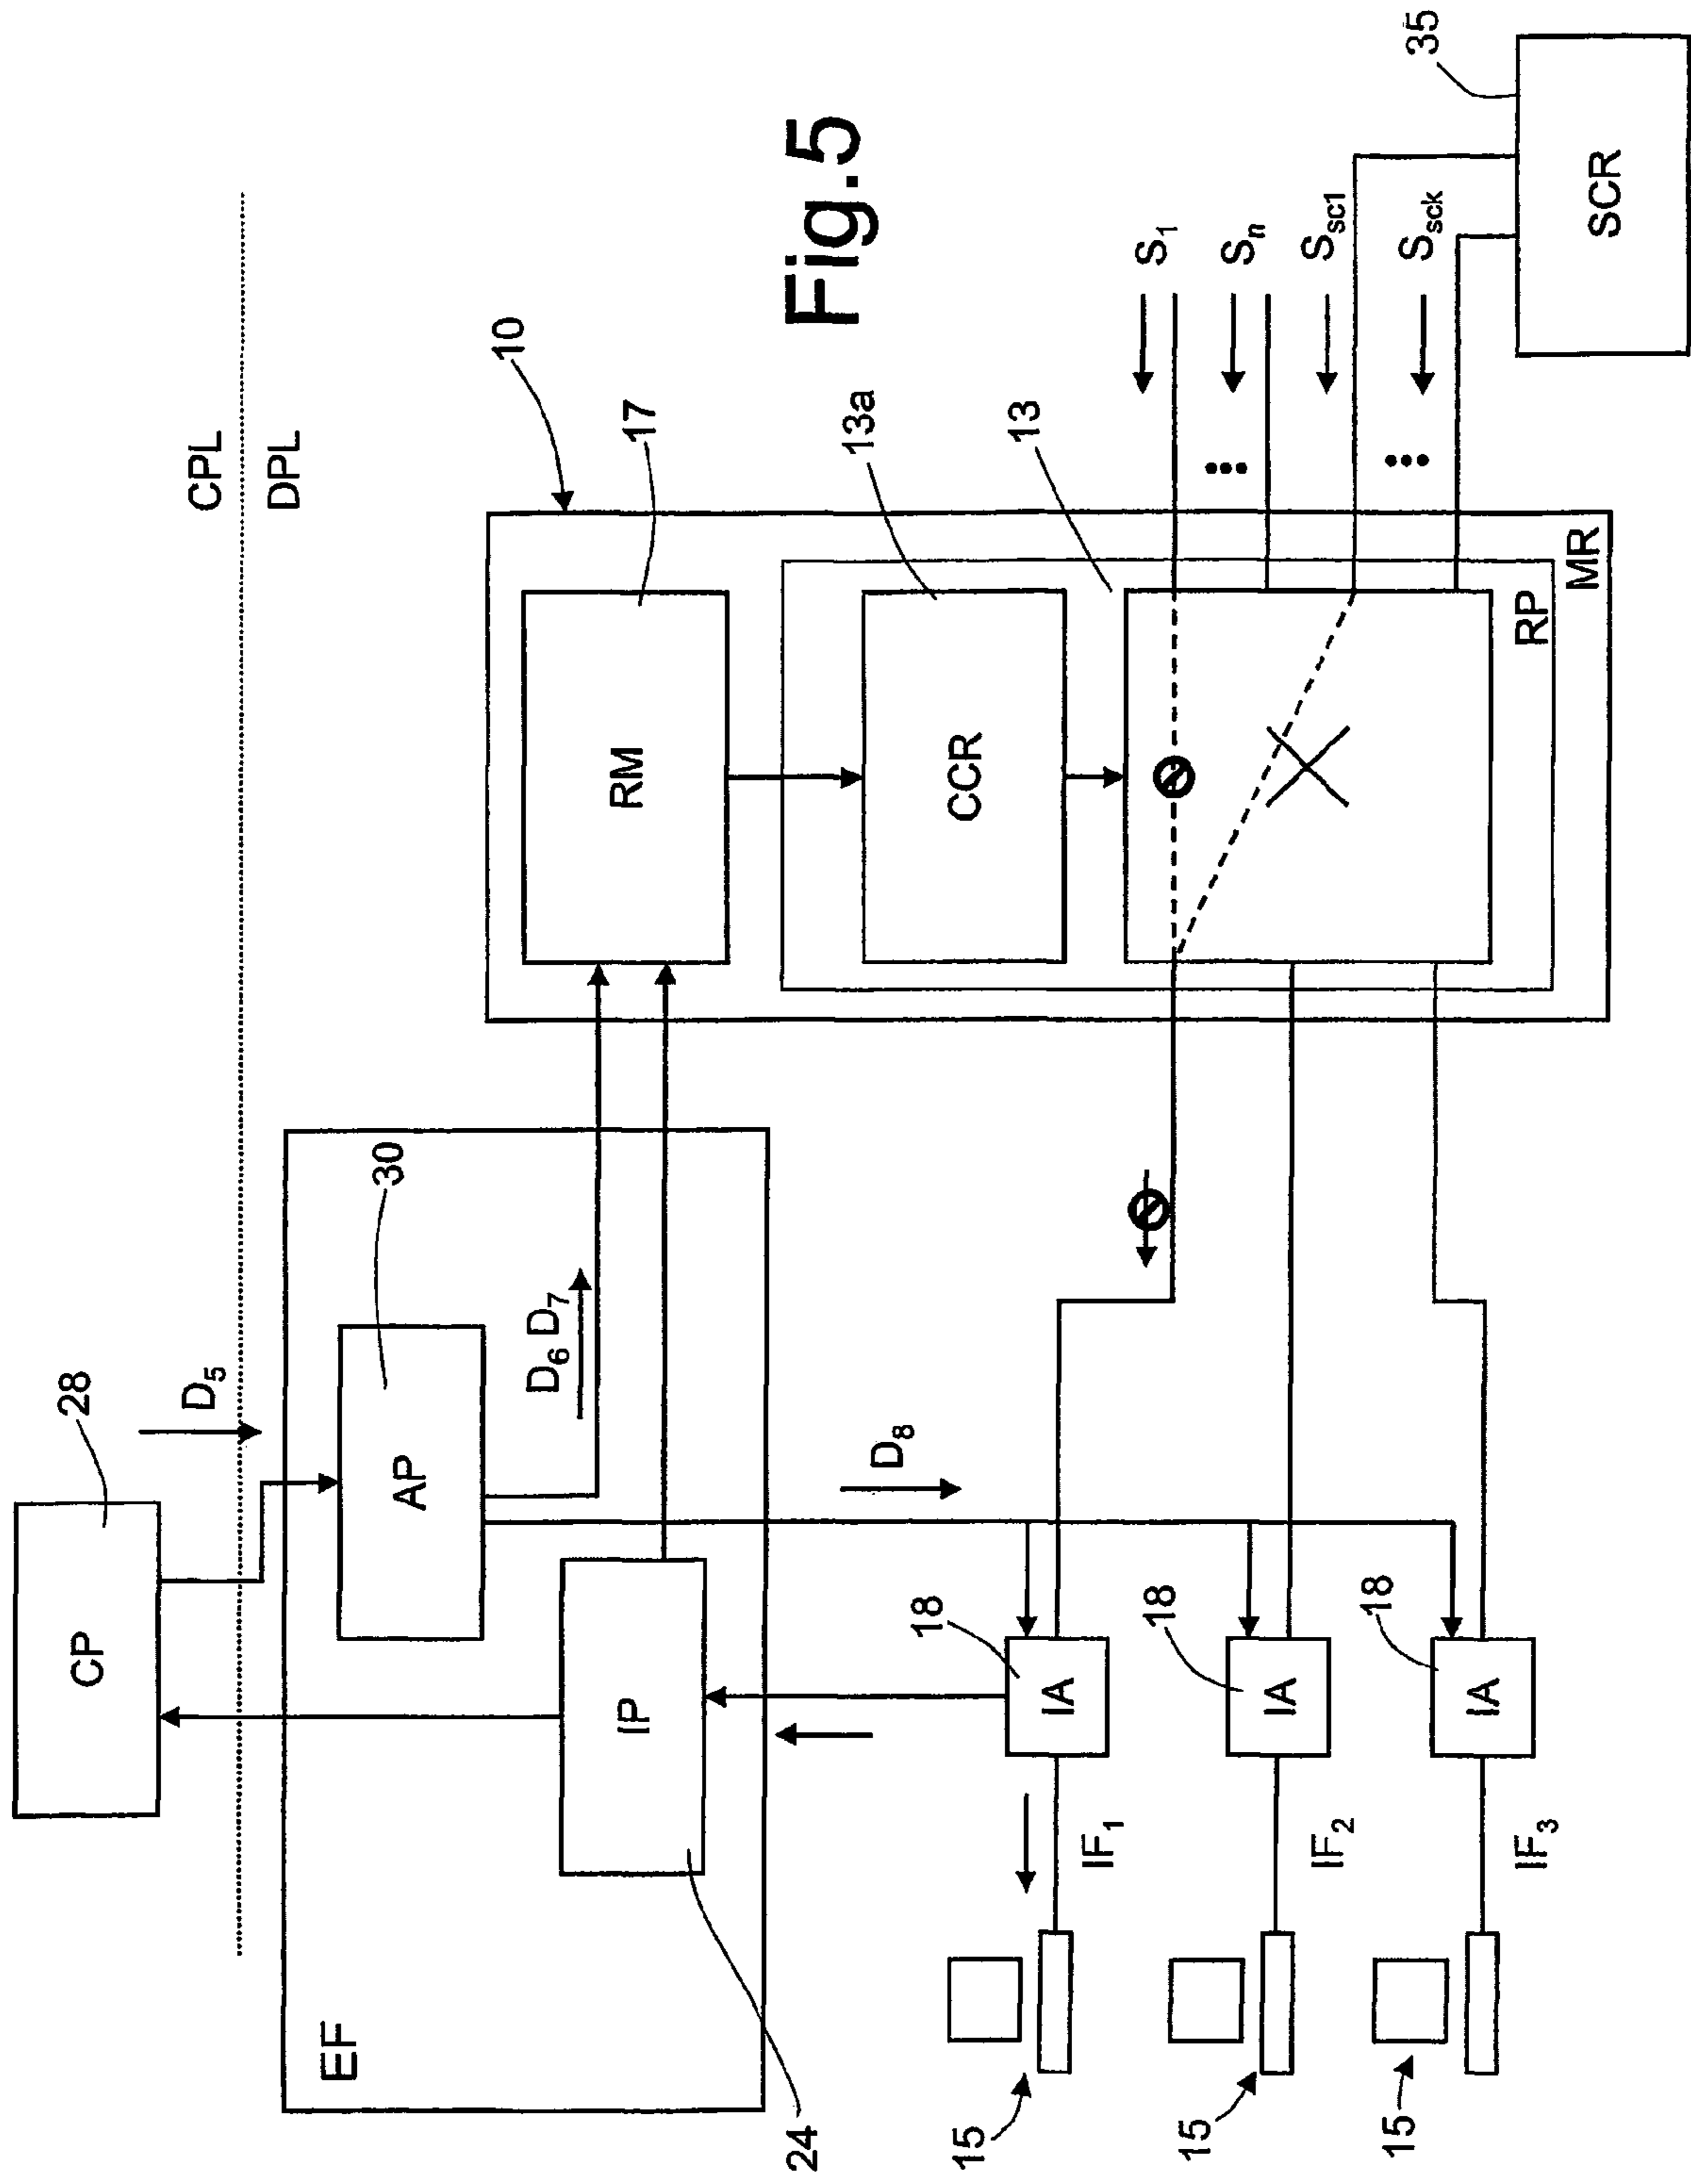 CP
28
D5
CPL
DPL
EF
AP
30
IP
24
D6 D7
D8
10
RM
17
CCR
13a
13
RP
MR
Fig.5
S1
Sn
Ssc1
Ssck
SCR
35
IA
18
IA
18
IA
18
IF1
IF2
IF3
15
15
15